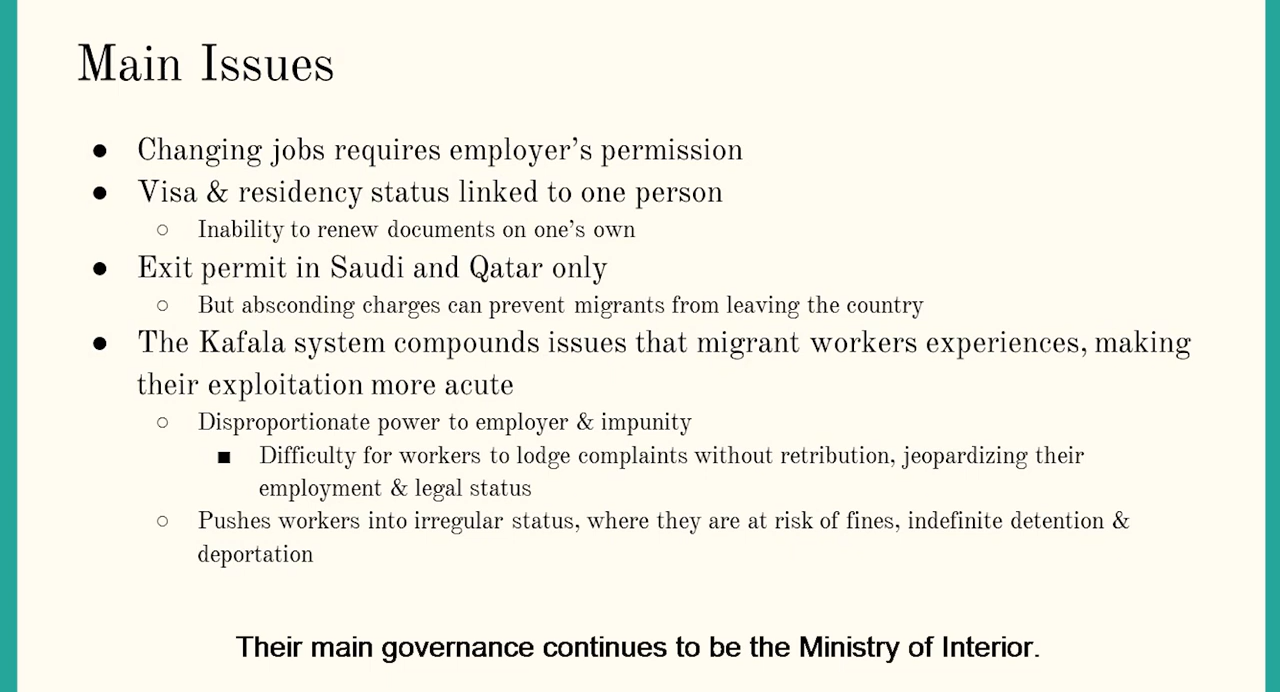 Main Issues
● Changing jobs requires employer’s permission
● Visa & residency status linked to one person
○ Inability to renew documents on one’s own
● Exit permit in Saudi and Qatar only
○ But absconding charges can prevent migrants from leaving the country
● The Kafala system compounds issues that migrant workers experiences, making
their exploitation more acute
○ Disproportionate power to employer & impunity
■ Difficulty for workers to lodge complaints without retribution, jeopardizing their
employment & legal status
○ Pushes workers into irregular status, where they are at risk of fines, indefinite detention &
deportation
Their main governance continues to be the Ministry of Interior.